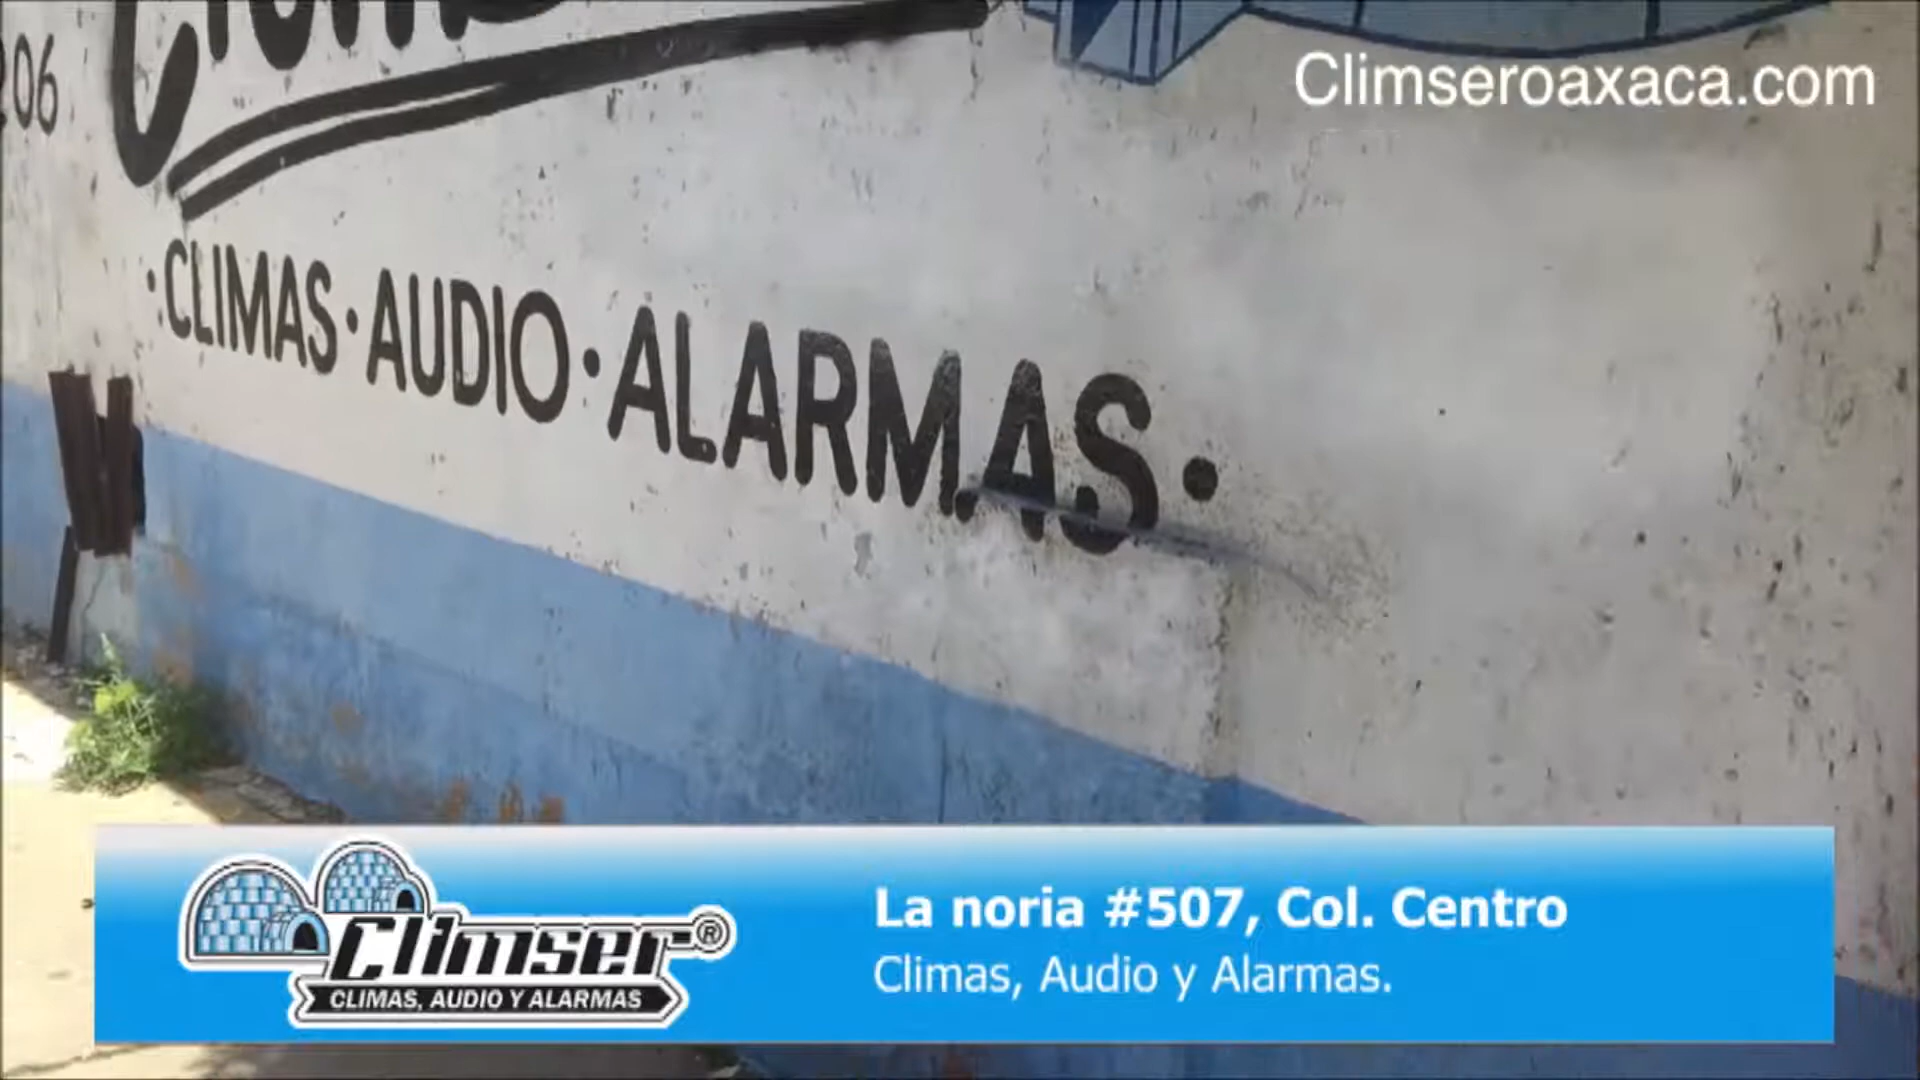 Climseroaxaca.com
206
·CLIMAS·AUDIO·ALARMAS·
Climser®
CLIMAS, AUDIO Y ALARMAS
La noria #507, Col. Centro
Climas, Audio y Alarmas.